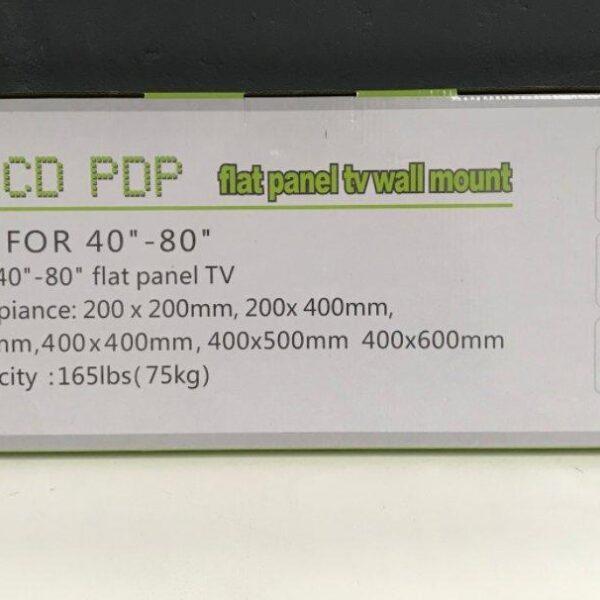 CD PDP flat panel tv wall mount
FOR 40"-80"
40"-80" flat panel TV
piance: 200 x 200mm, 200x 400mm,
mm,400x400mm, 400x500mm 400x600mm
city :165lbs(75kg)